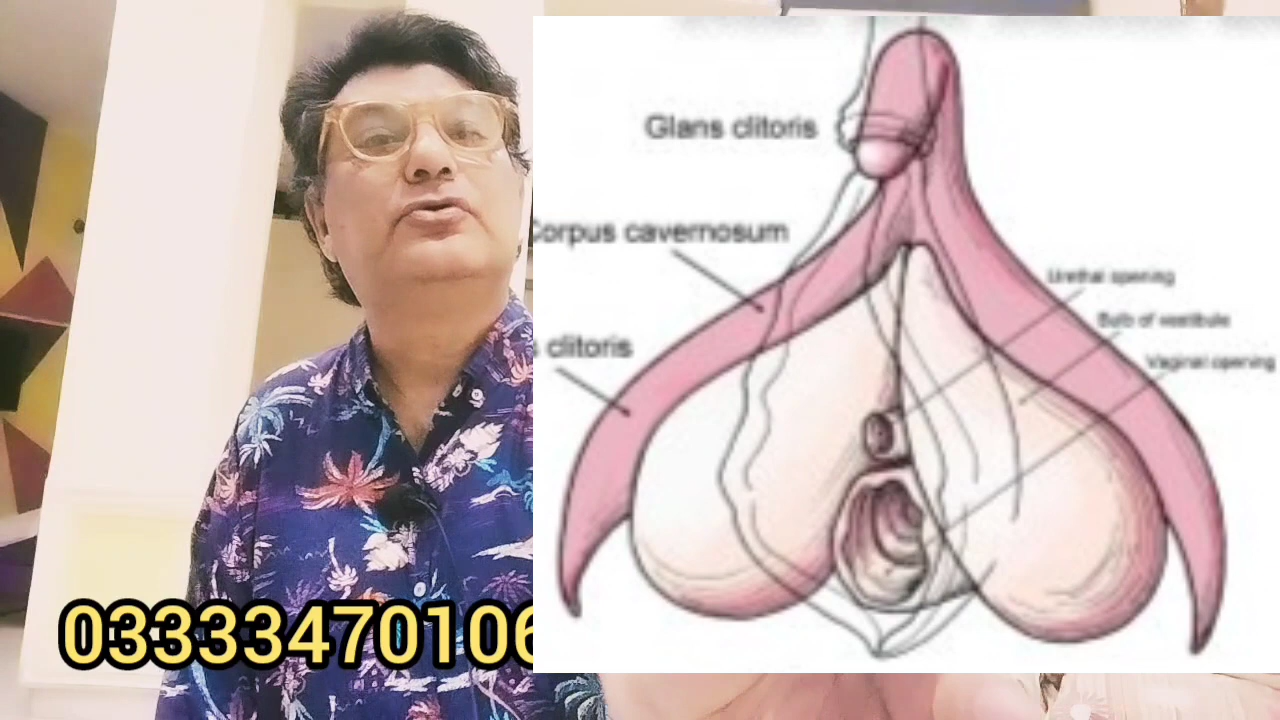 Glans clitoris
Corpus cavernosum
Urethal opening
Bulb of vestibule
s clitoris
Vaginal opening
03333470106